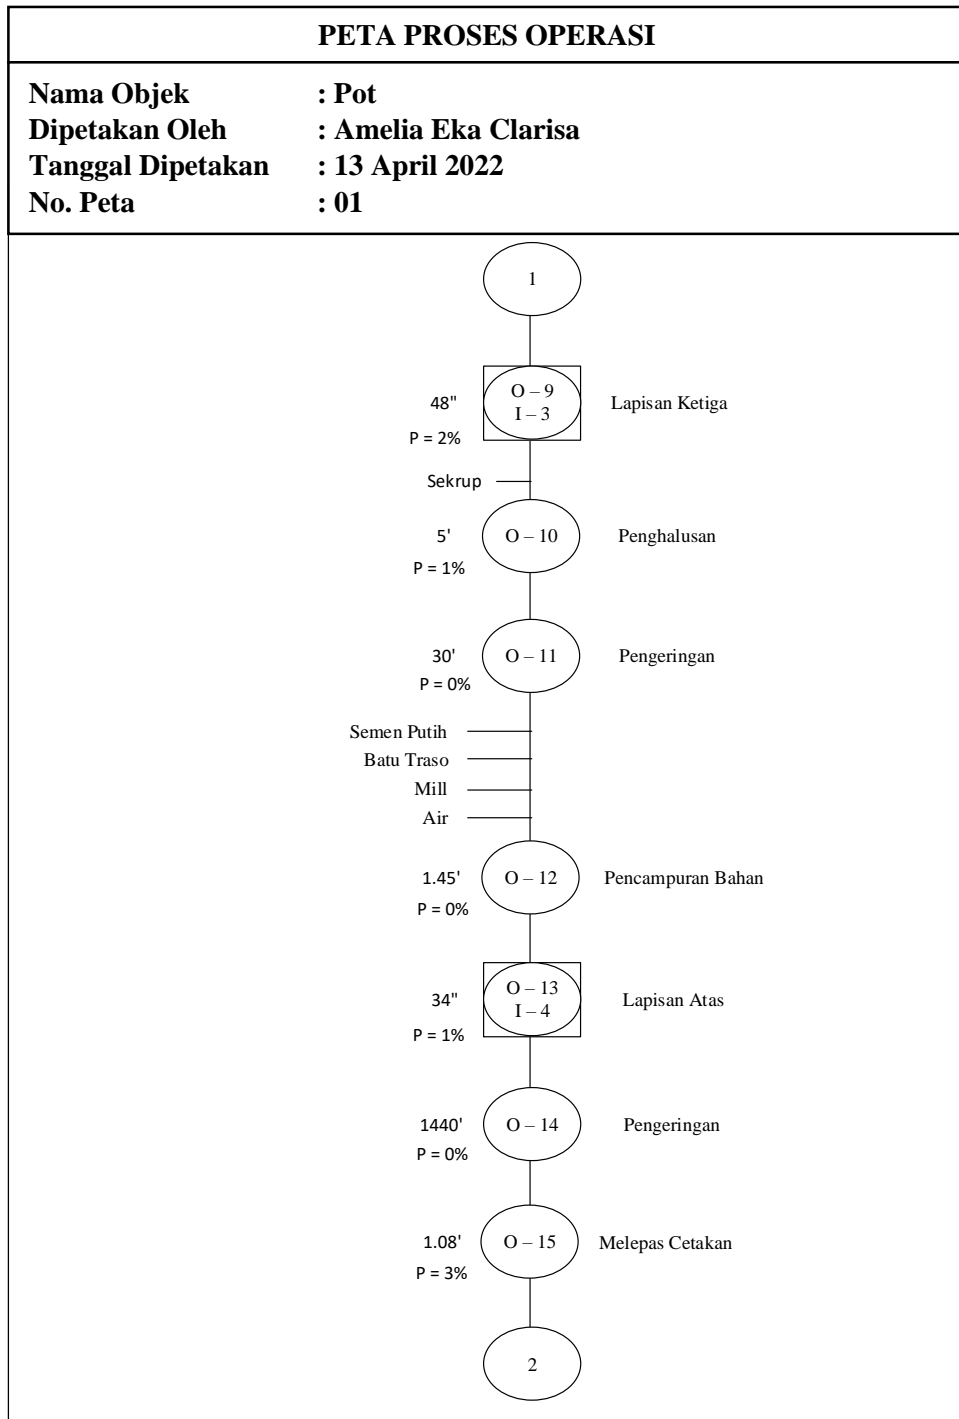 PETA PROSES OPERASI
Nama Objek : Pot
Dipetakan Oleh : Amelia Eka Clarisa
Tanggal Dipetakan : 13 April 2022
No. Peta : 01
1
48" O – 9 Lapisan Ketiga
I – 3
P = 2%
Sekrup
5' O – 10 Penghalusan
P = 1%
30' O – 11 Pengeringan
P = 0%
Semen Putih
Batu Traso
Mill
Air
1.45' O – 12 Pencampuran Bahan
P = 0%
34" O – 13 Lapisan Atas
I – 4
P = 1%
1440' O – 14 Pengeringan
P = 0%
1.08' O – 15 Melepas Cetakan
P = 3%
2